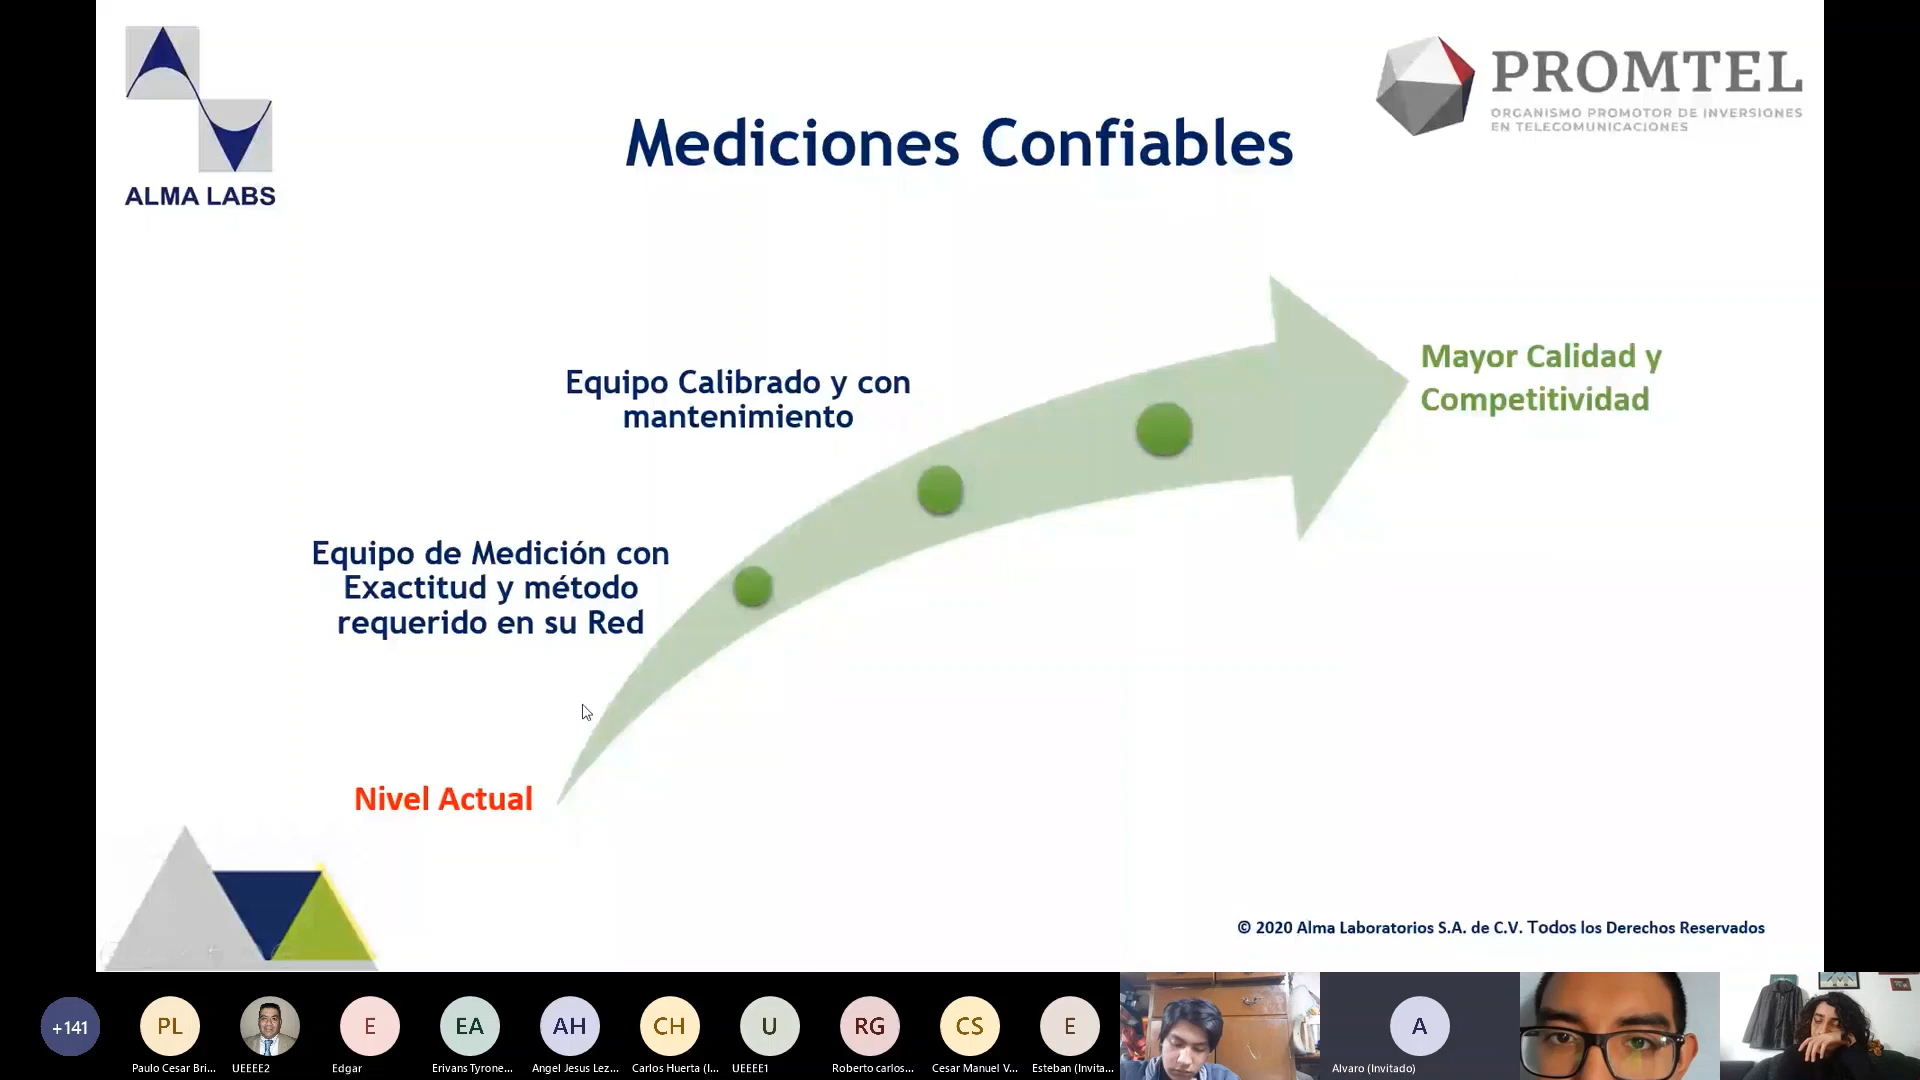 ALMA LABS
PROMTEL
ORGANISMO PROMOTOR DE INVERSIONES
EN TELECOMUNICACIONES
Mediciones Confiables
Mayor Calidad y
Competitividad
Equipo Calibrado y con
mantenimiento
Equipo de Medición con
Exactitud y método
requerido en su Red
Nivel Actual
© 2020 Alma Laboratorios S.A. de C.V. Todos los Derechos Reservados
+141
PL
E
EA
AH
CH
U
RG
CS
E
A
Paulo Cesar Bri...
UEEEE2
Edgar
Erivans Tyrone...
Angel Jesus Lez...
Carlos Huerta (I...
UEEEE1
Roberto carlos...
Cesar Manuel V...
Esteban (Invita...
Alvaro (Invitado)